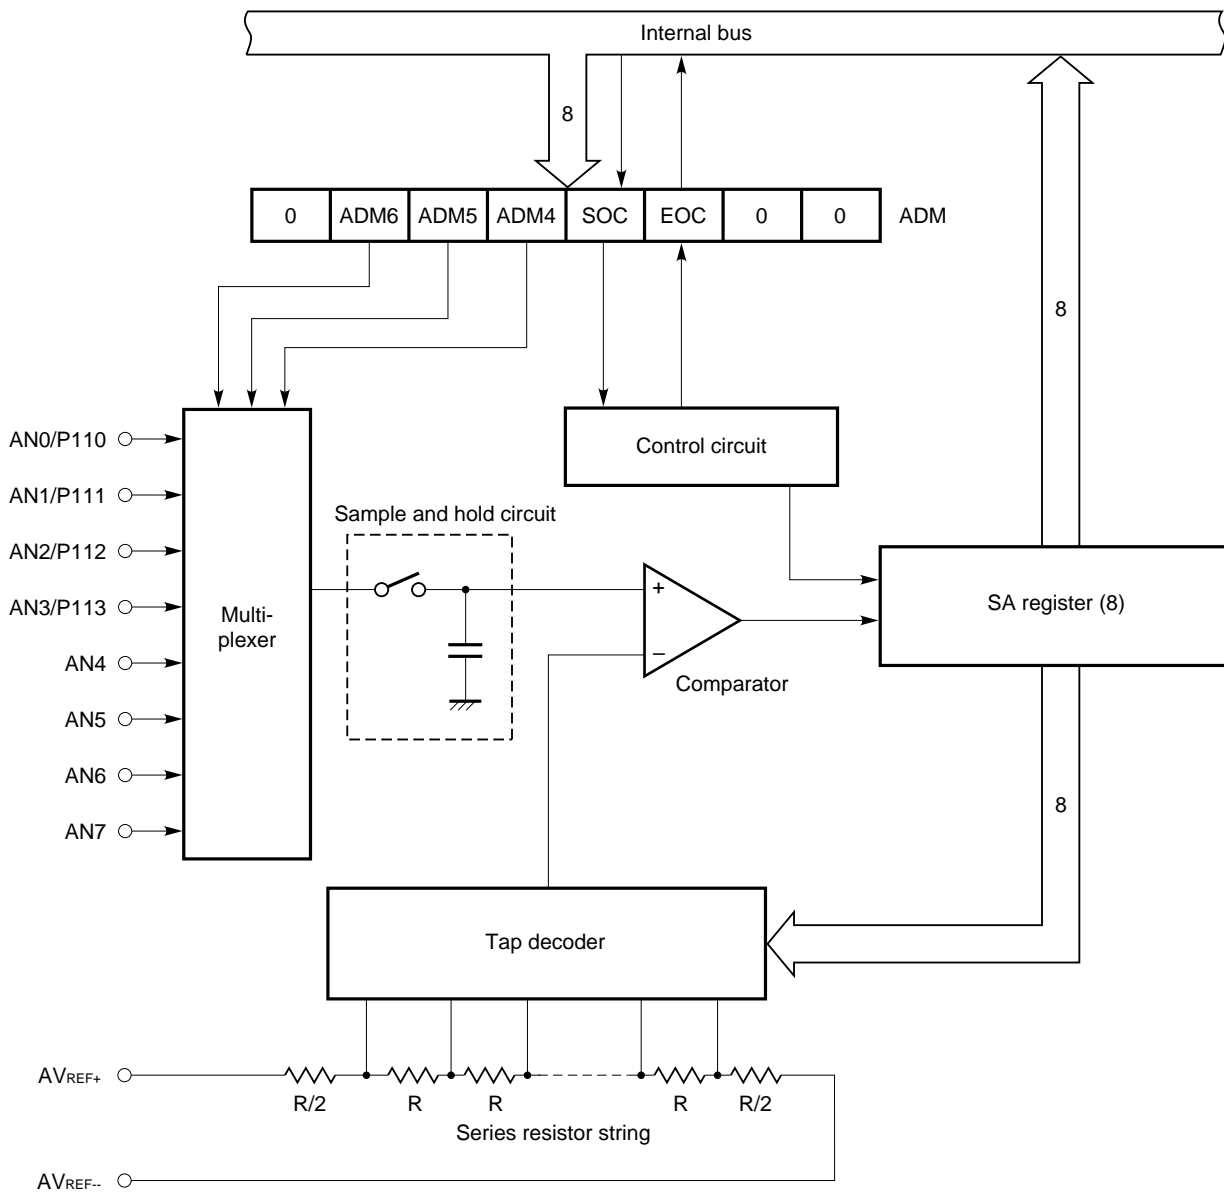 Internal bus
8
0 ADM6 ADM5 ADM4 SOC EOC 0 0 ADM
8
AN0/P110
AN1/P111
AN2/P112
AN3/P113
AN4
AN5
AN6
AN7
Multi-
plexer
Control circuit
Sample and hold circuit
+
–
Comparator
SA register (8)
8
Tap decoder
AVREF+
R/2 R R R R/2
Series resistor string
AVREF--